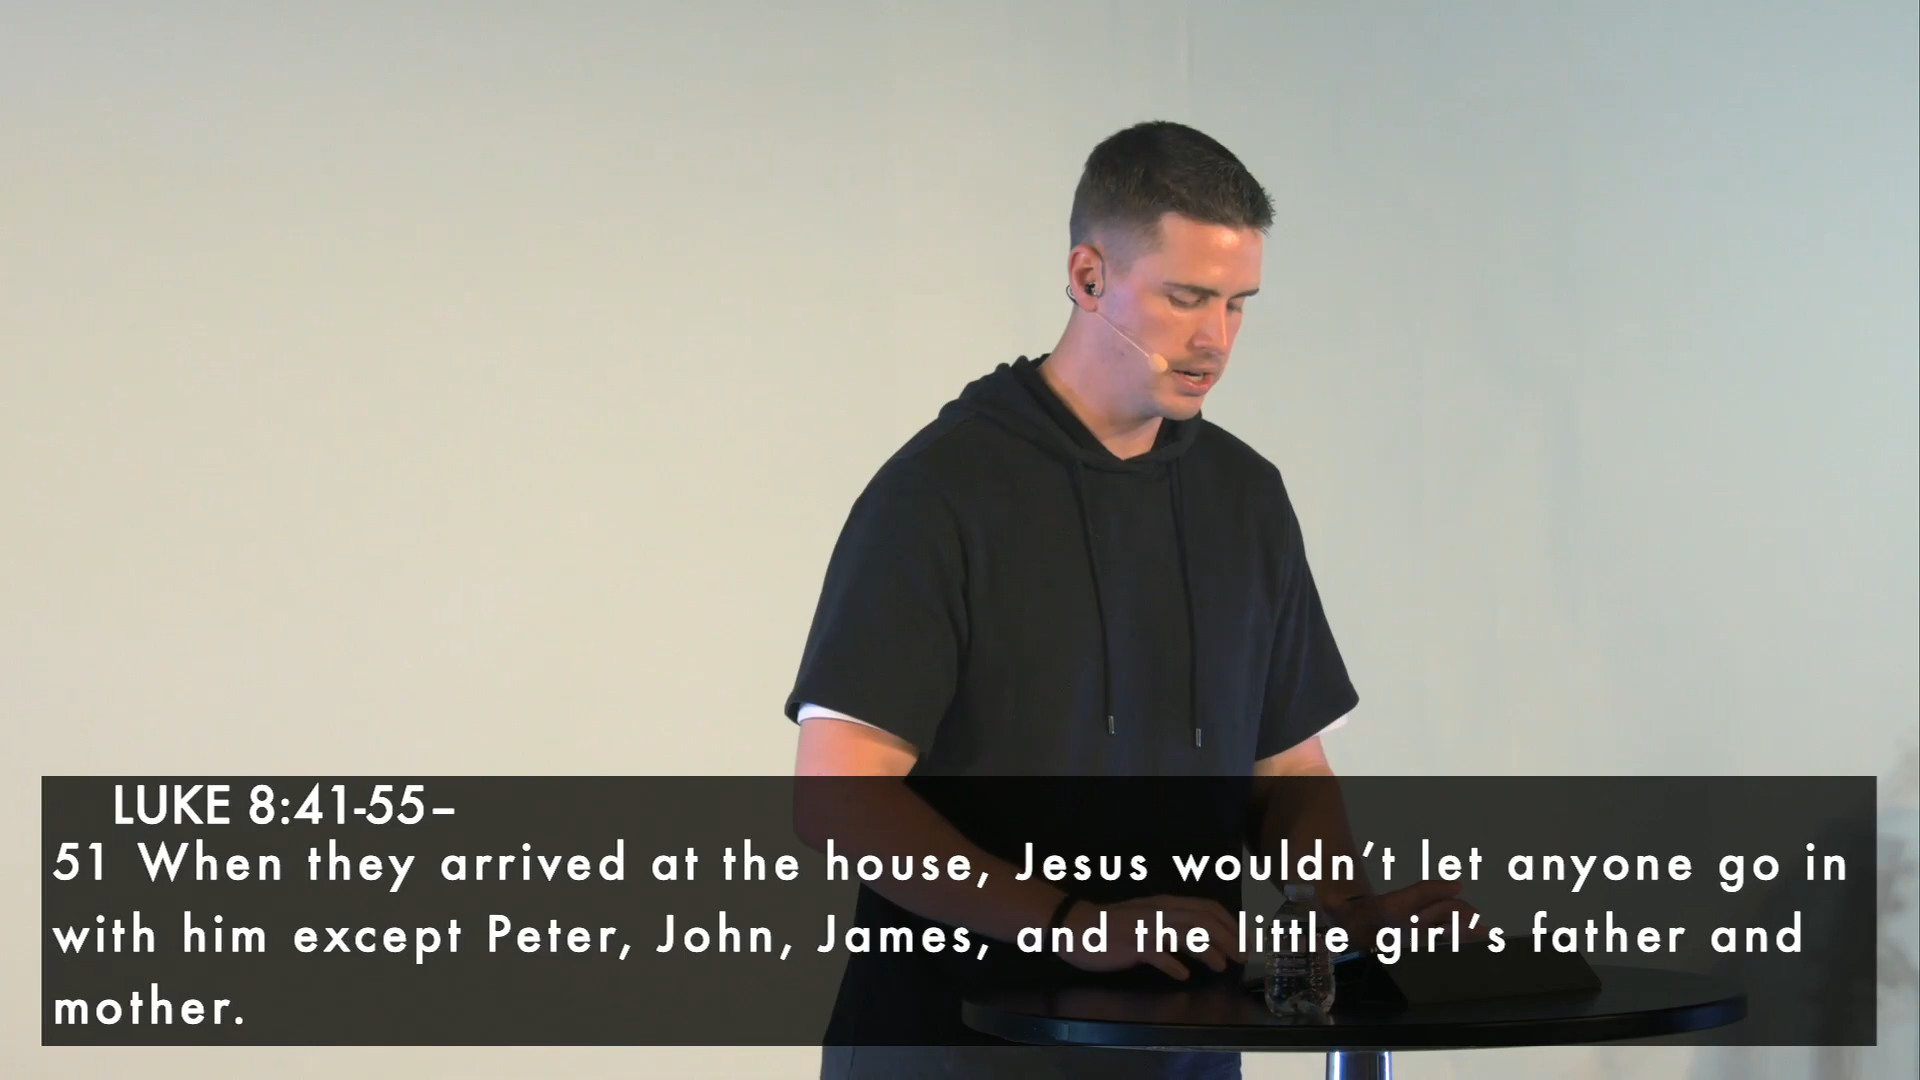 LUKE 8:41-55–
51 When they arrived at the house, Jesus wouldn’t let anyone go in
with him except Peter, John, James, and the little girl’s father and
mother.